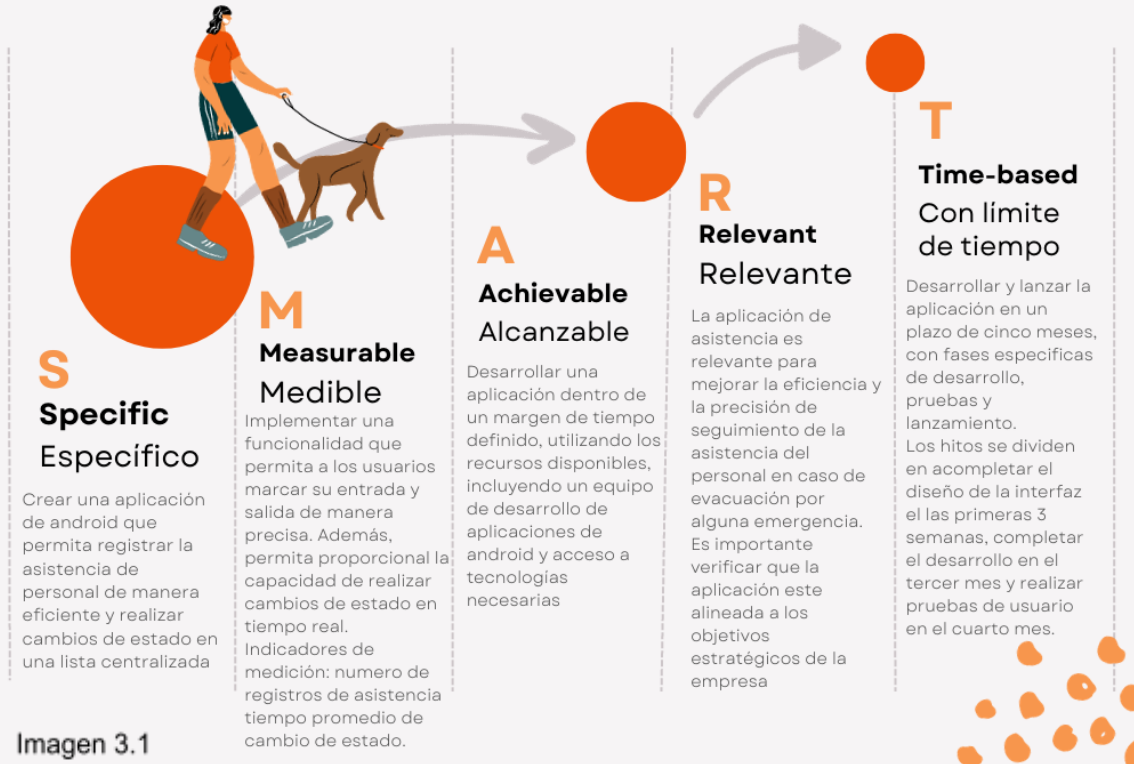 S
Specific
Específico
Crear una aplicación
de android que
permita registrar la
asistencia de
personal de manera
eficiente y realizar
cambios de estado en
una lista centralizada
M
Measurable
Medible
Implementar una
funcionalidad que
permita a los usuarios
marcar su entrada y
salida de manera
precisa. Además,
permita proporcional la
capacidad de realizar
cambios de estado en
tiempo real.
Indicadores de
medición: numero de
registros de asistencia
tiempo promedio de
cambio de estado.
A
Achievable
Alcanzable
Desarrollar una
aplicación dentro de
un margen de tiempo
definido, utilizando los
recursos disponibles,
incluyendo un equipo
de desarrollo de
aplicaciones de
android y acceso a
tecnologías
necesarias
R
Relevant
Relevante
La aplicación de
asistencia es
relevante para
mejorar la eficiencia y
la precisión de
seguimiento de la
asistencia del
personal en caso de
evacuación por
alguna emergencia.
Es importante
verificar que la
aplicación este
alineada a los
objetivos
estratégicos de la
empresa
T
Time-based
Con límite
de tiempo
Desarrollar y lanzar la
aplicación en un
plazo de cinco meses,
con fases especificas
de desarrollo,
pruebas y
lanzamiento.
Los hitos se dividen
en acompletar el
diseño de la interfaz
el las primeras 3
semanas, completar
el desarrollo en el
tercer mes y realizar
pruebas de usuario
en el cuarto mes.
Imagen 3.1